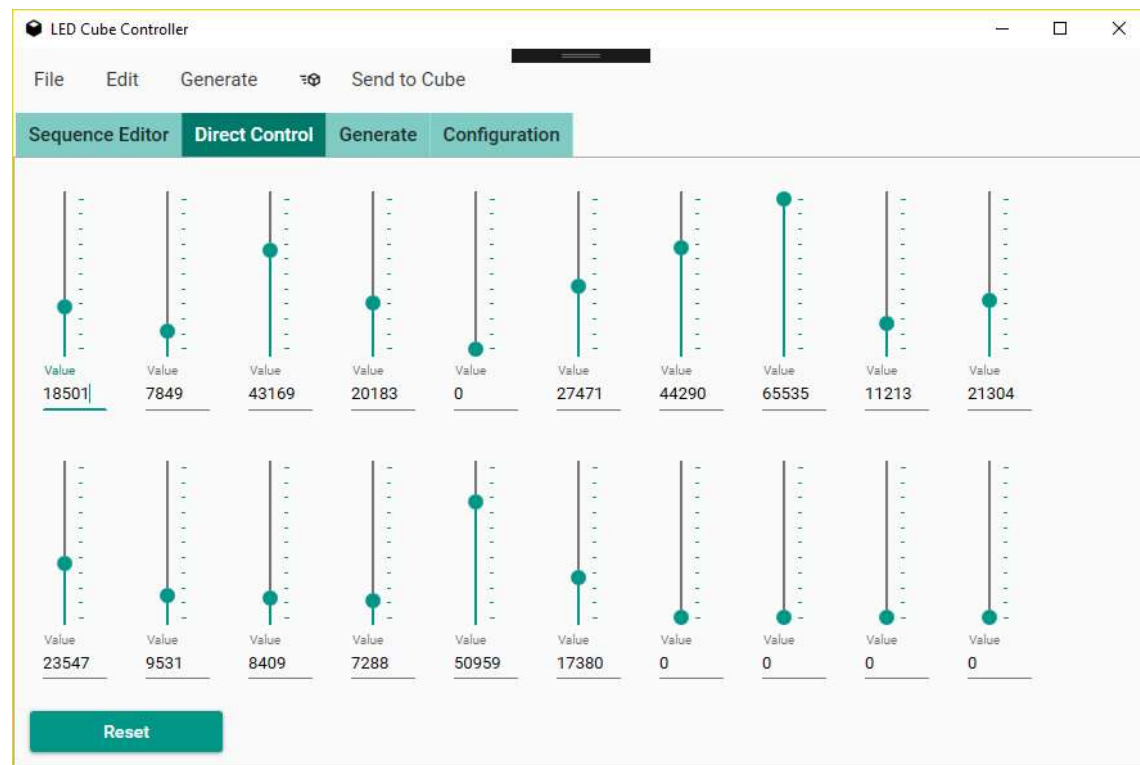 LED Cube Controller
File Edit Generate Send to Cube
Sequence Editor Direct Control Generate Configuration
Value Value Value Value Value Value Value Value Value Value
18501 7849 43169 20183 0 27471 44290 65535 11213 21304
Value Value Value Value Value Value Value Value Value Value
23547 9531 8409 7288 50959 17380 0 0 0 0
Reset